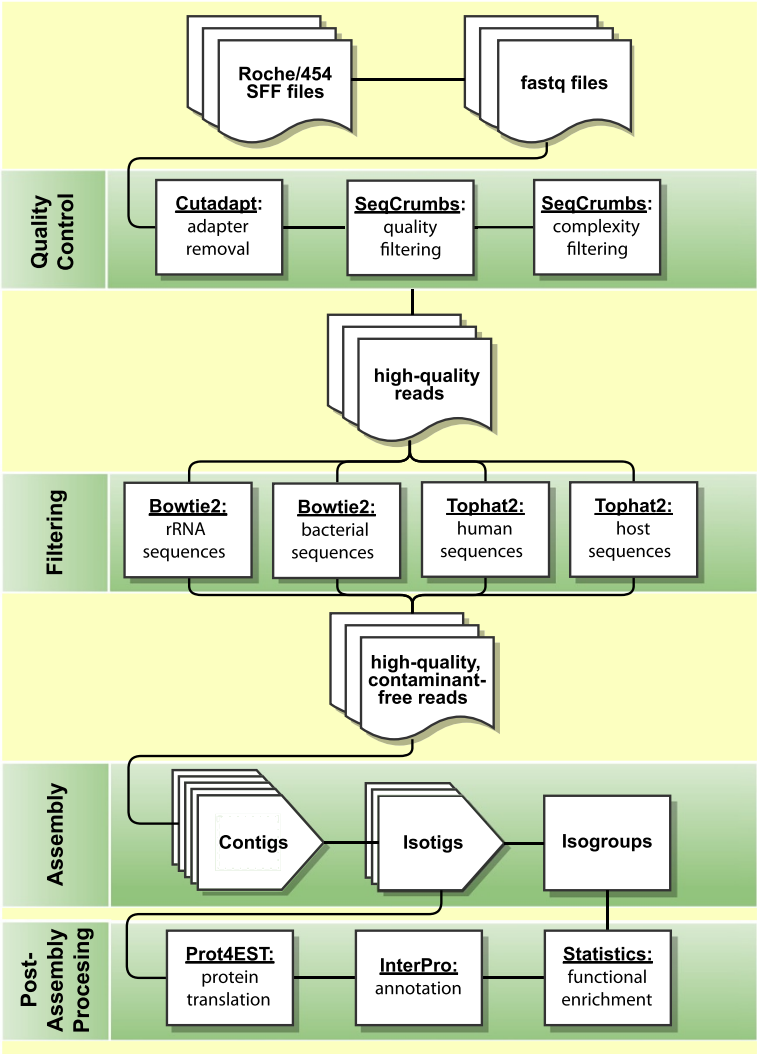 Roche/454
SFF files
fastq files
Quality
Control
Cutadapt:
adapter
removal
SeqCrumbs:
quality
filtering
SeqCrumbs:
complexity
filtering
high-quality
reads
Filtering
Bowtie2:
rRNA
sequences
Bowtie2:
bacterial
sequences
Tophat2:
human
sequences
Tophat2:
host
sequences
high-quality,
contaminant-
free reads
Assembly
Contigs
Isotigs
Isogroups
Post-
Assembly
Procesing
Prot4EST:
protein
translation
InterPro:
annotation
Statistics:
functional
enrichment